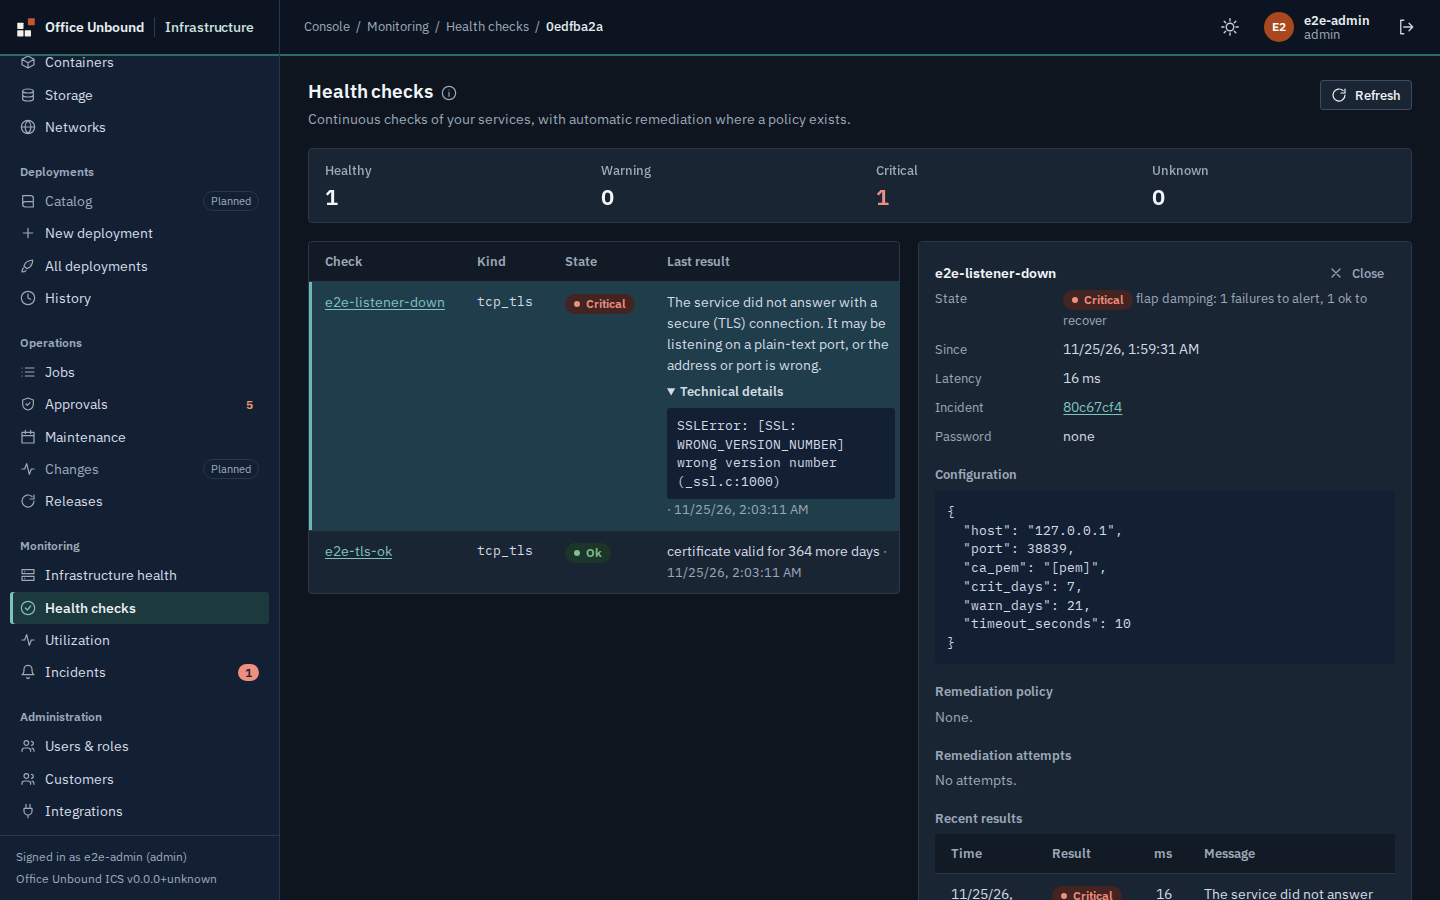 Office Unbound Infrastructure
Console / Monitoring / Health checks / 0edfba2a
E2
e2e-admin
admin
Containers
Storage
Networks
Deployments
Catalog Planned
New deployment
All deployments
History
Operations
Jobs
Approvals 5
Maintenance
Changes Planned
Releases
Monitoring
Infrastructure health
Health checks
Utilization
Incidents 1
Administration
Users & roles
Customers
Integrations
Signed in as e2e-admin (admin)
Office Unbound ICS v0.0.0+unknown
Health checks
Continuous checks of your services, with automatic remediation where a policy exists.
Refresh
Healthy Warning Critical Unknown
1 0 1 0
Check Kind State Last result
e2e-listener-down tcp_tls Critical The service did not answer with a
secure (TLS) connection. It may be
listening on a plain-text port, or the
address or port is wrong.
▼ Technical details
SSLError: [SSL:
WRONG_VERSION_NUMBER]
wrong version number
(_ssl.c:1000)
· 11/25/26, 2:03:11 AM
e2e-tls-ok tcp_tls Ok certificate valid for 364 more days ·
11/25/26, 2:03:11 AM
e2e-listener-down Close
State Critical flap damping: 1 failures to alert, 1 ok to
recover
Since 11/25/26, 1:59:31 AM
Latency 16 ms
Incident 80c67cf4
Password none
Configuration
{
"host": "127.0.0.1",
"port": 38839,
"ca_pem": "[pem]",
"crit_days": 7,
"warn_days": 21,
"timeout_seconds": 10
}
Remediation policy
None.
Remediation attempts
No attempts.
Recent results
Time Result ms Message
11/25/26, Critical 16 The service did not answer